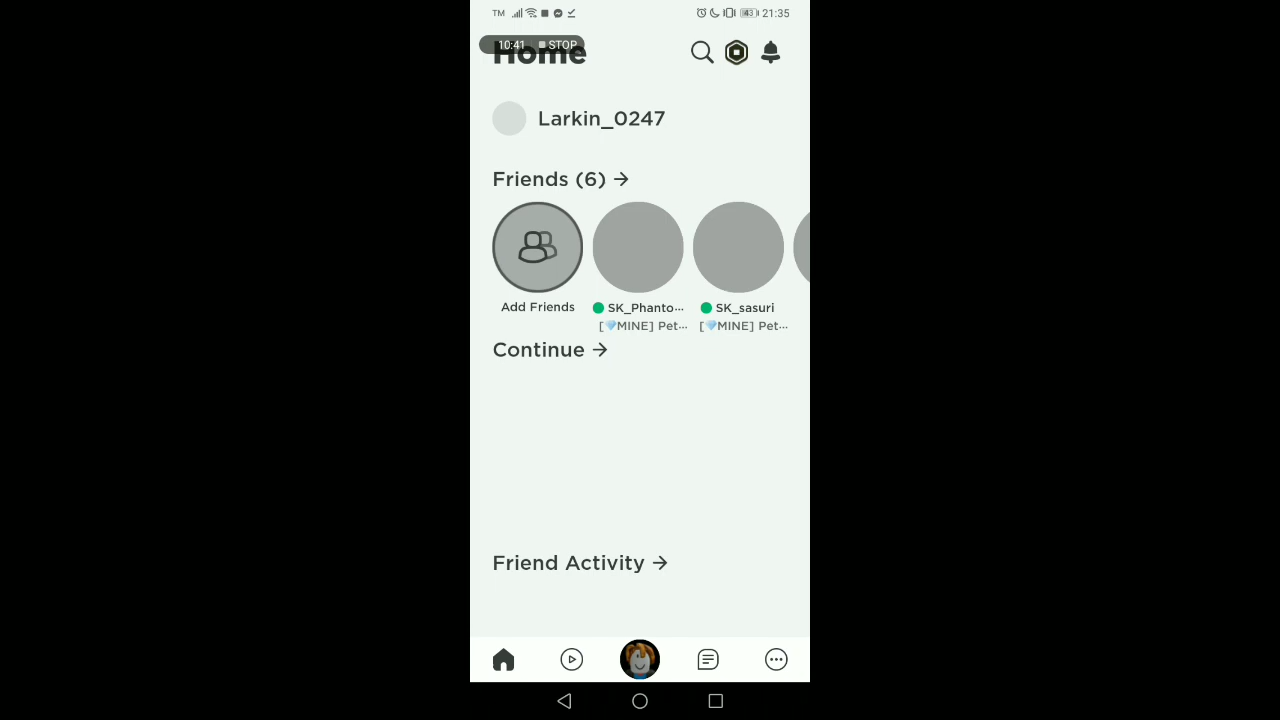 TM 43 21:35
10:41 STOP
Home
Larkin_0247
Friends (6)
Add Friends
SK_Phanto...
[💎MINE] Pet...
SK_sasuri
[💎MINE] Pet...
Continue
Friend Activity